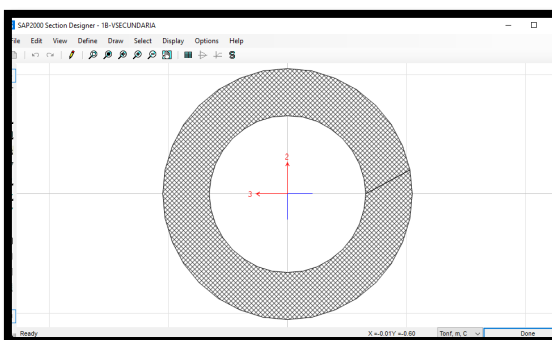 SAP2000 Section Designer - 1B-VSECUNDARIA
File Edit View Define Draw Select Display Options Help
2
3
Ready X =-0.01Y =-0.60 Tonf, m, C Done